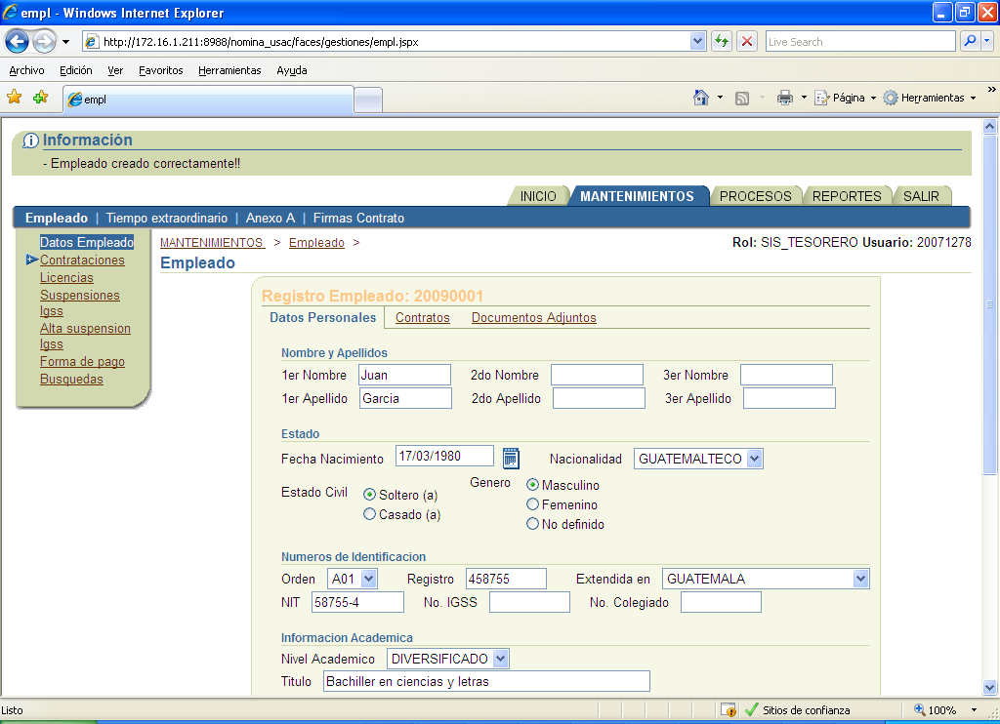 empl - Windows Internet Explorer
http://172.16.1.211:8988/nomina_usac/faces/gestiones/empl.jspx
Live Search
Archivo Edición Ver Favoritos Herramientas Ayuda
empl
Página Herramientas »
Información
- Empleado creado correctamente!!
INICIO MANTENIMIENTOS PROCESOS REPORTES SALIR
Empleado | Tiempo extraordinario | Anexo A | Firmas Contrato
Datos Empleado
Contrataciones
Licencias
Suspensiones
Igss
Alta suspension
Igss
Forma de pago
Busquedas
MANTENIMIENTOS > Empleado >
Rol: SIS_TESORERO Usuario: 20071278
Empleado
Registro Empleado: 20090001
Datos Personales Contratos Documentos Adjuntos
Nombre y Apellidos
1er Nombre Juan 2do Nombre 3er Nombre
1er Apellido Garcia 2do Apellido 3er Apellido
Estado
Fecha Nacimiento 17/03/1980 Nacionalidad GUATEMALTECO
Estado Civil Soltero (a) Genero Masculino
Casado (a) Femenino
No definido
Numeros de Identificacion
Orden A01 Registro 458755 Extendida en GUATEMALA
NIT 58755-4 No. IGSS No. Colegiado
Informacion Academica
Nivel Academico DIVERSIFICADO
Titulo Bachiller en ciencias y letras
Listo Sitios de confianza 100%